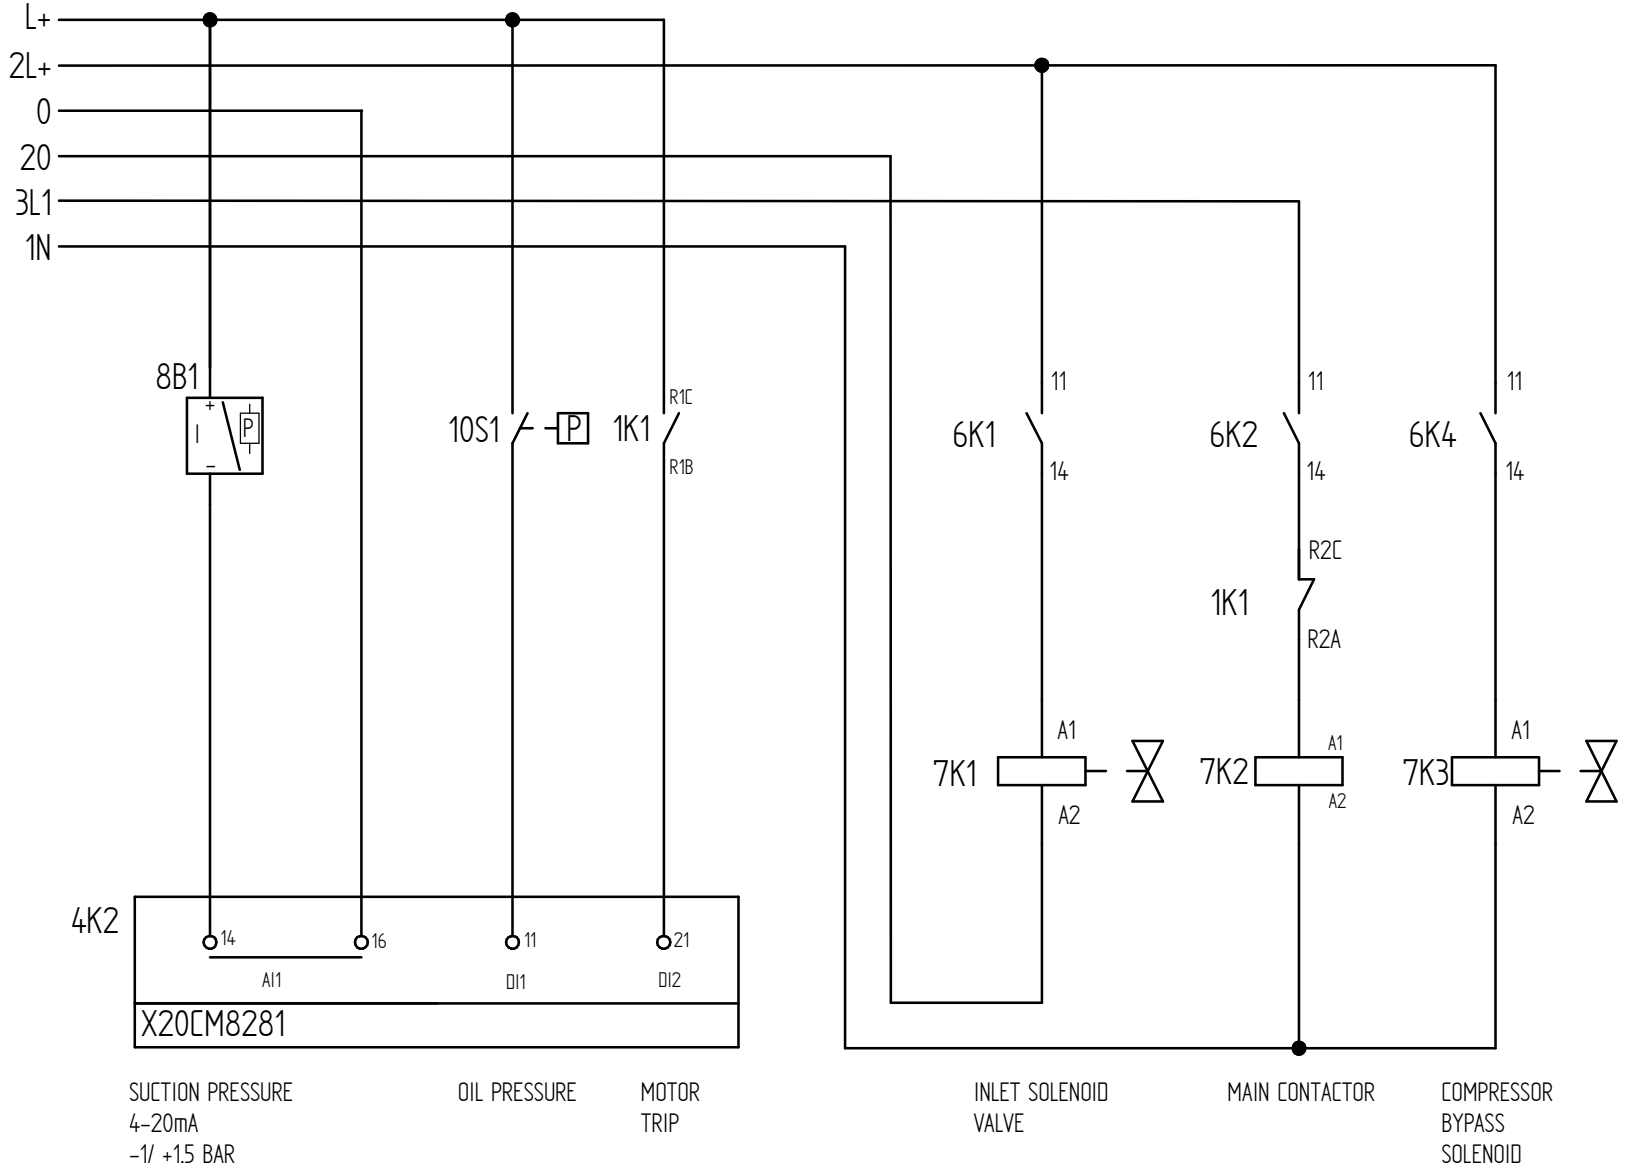 L+
2L+
0
20
3L1
1N
8B1
+
I
P
-
10S1
P
1K1
R1C
R1B
6K1
11
14
6K2
11
14
6K4
11
14
R2C
1K1
R2A
7K1
A1
A2
7K2
A1
A2
7K3
A1
A2
4K2
14
16
11
21
AI1
DI1
DI2
X20CM8281
SUCTION PRESSURE
4-20mA
-1/ +1,5 BAR
OIL PRESSURE
MOTOR
TRIP
INLET SOLENOID
VALVE
MAIN CONTACTOR
COMPRESSOR
BYPASS
SOLENOID